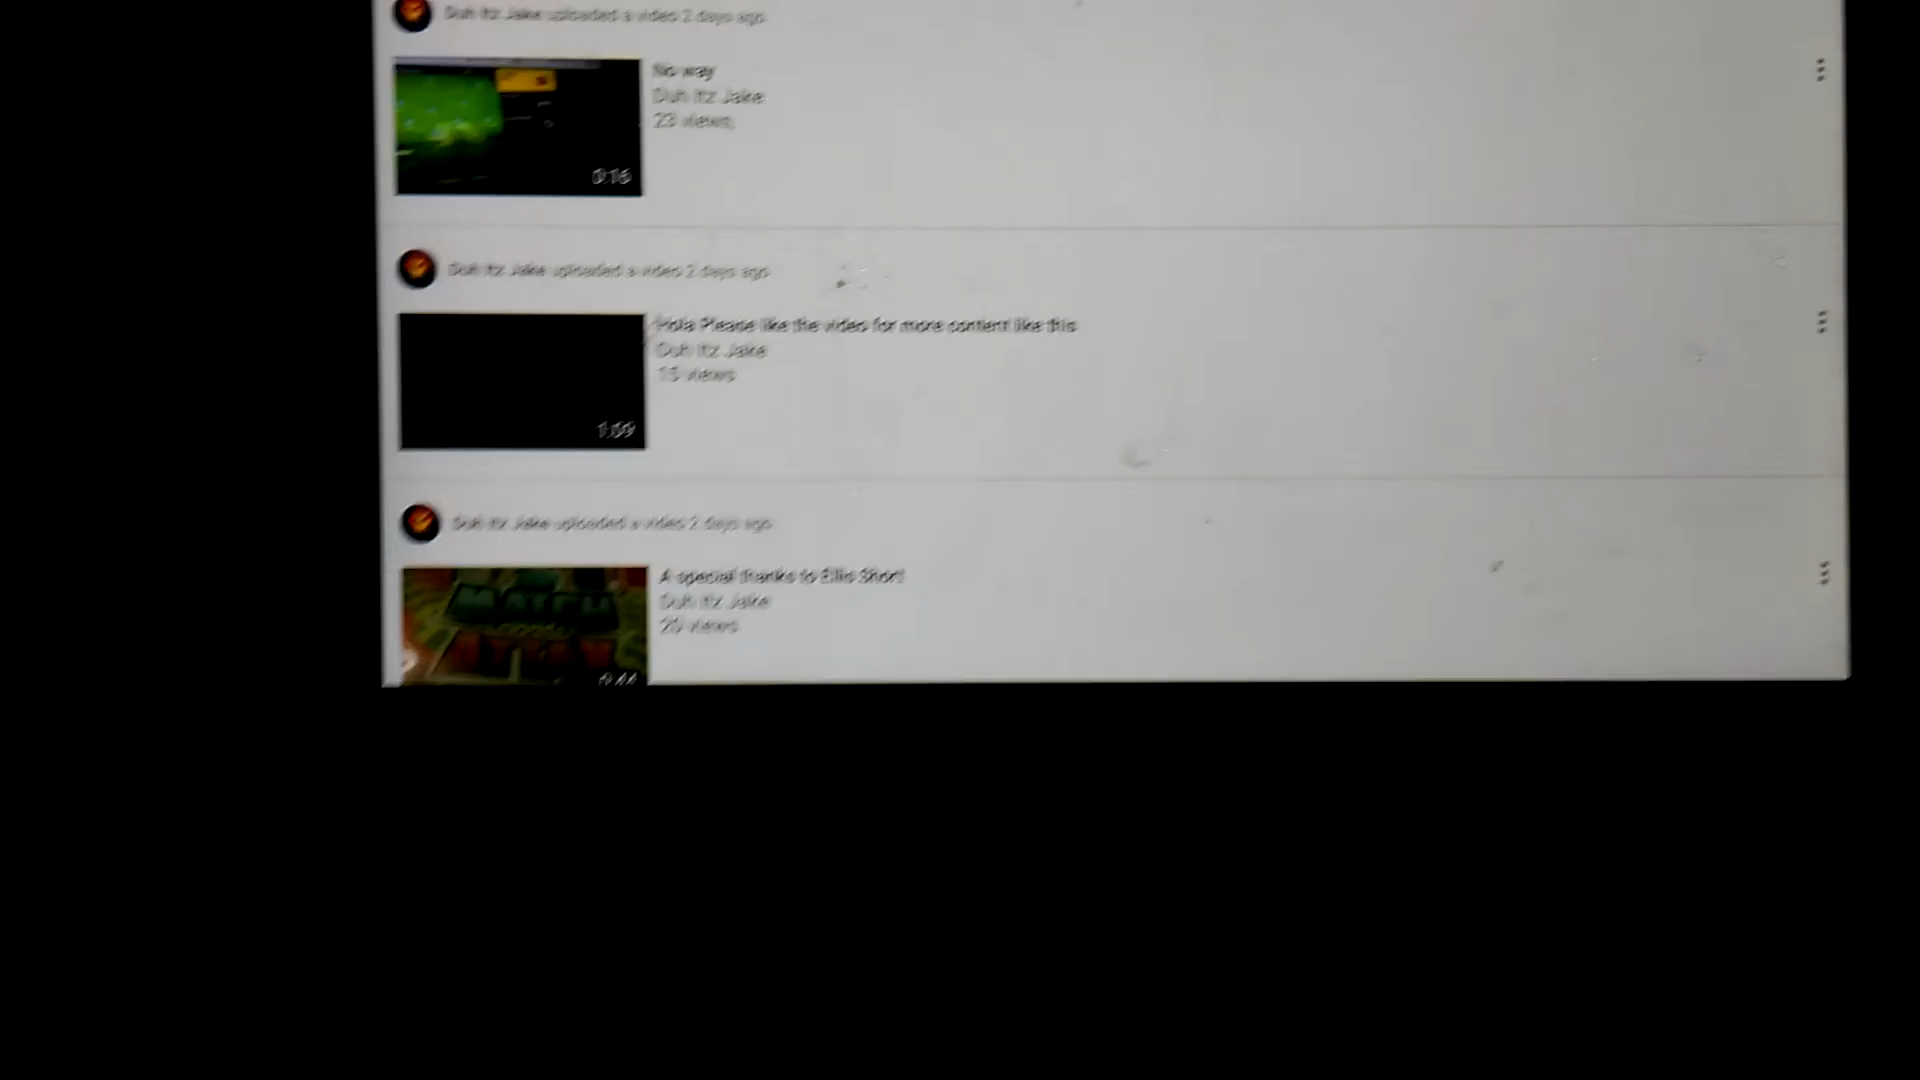 Duh Itz Jake uploaded a video 2 days ago
No way
Duh Itz Jake
23 views
0:16
Duh Itz Jake uploaded a video 2 days ago
Hola Please like the video for more content like this
Duh Itz Jake
15 views
Duh Itz Jake uploaded a video 2 days ago
A special thanks to Ellis Short
Duh Itz Jake
20 views
MATCH